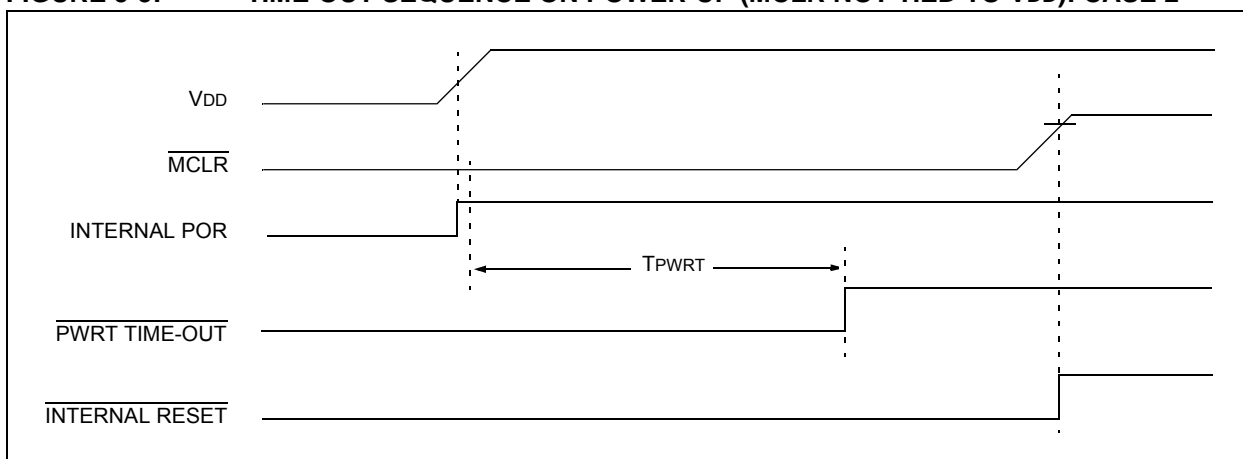 TIME-OUT SEQUENCE ON POWER-UP (MCLR NOT TIED TO VDD): CASE 2
VDD
MCLR
INTERNAL POR
TPWRT
PWRT TIME-OUT
INTERNAL RESET